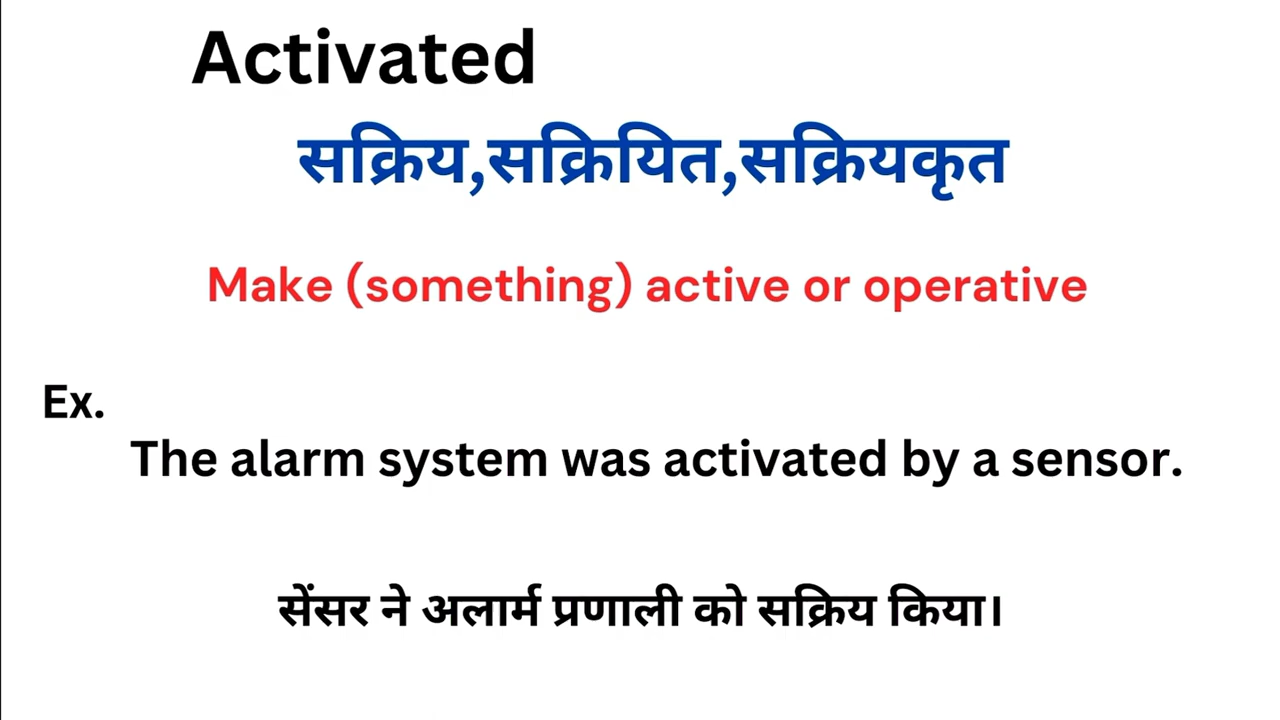 Activated
सक्रिय,सक्रियित,सक्रियकृत
Make (something) active or operative
Ex.
The alarm system was activated by a sensor.
सेंसर ने अलार्म प्रणाली को सक्रिय किया।